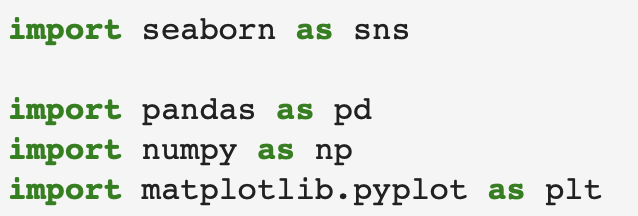 import seaborn as sns
import pandas as pd
import numpy as np
import matplotlib.pyplot as plt